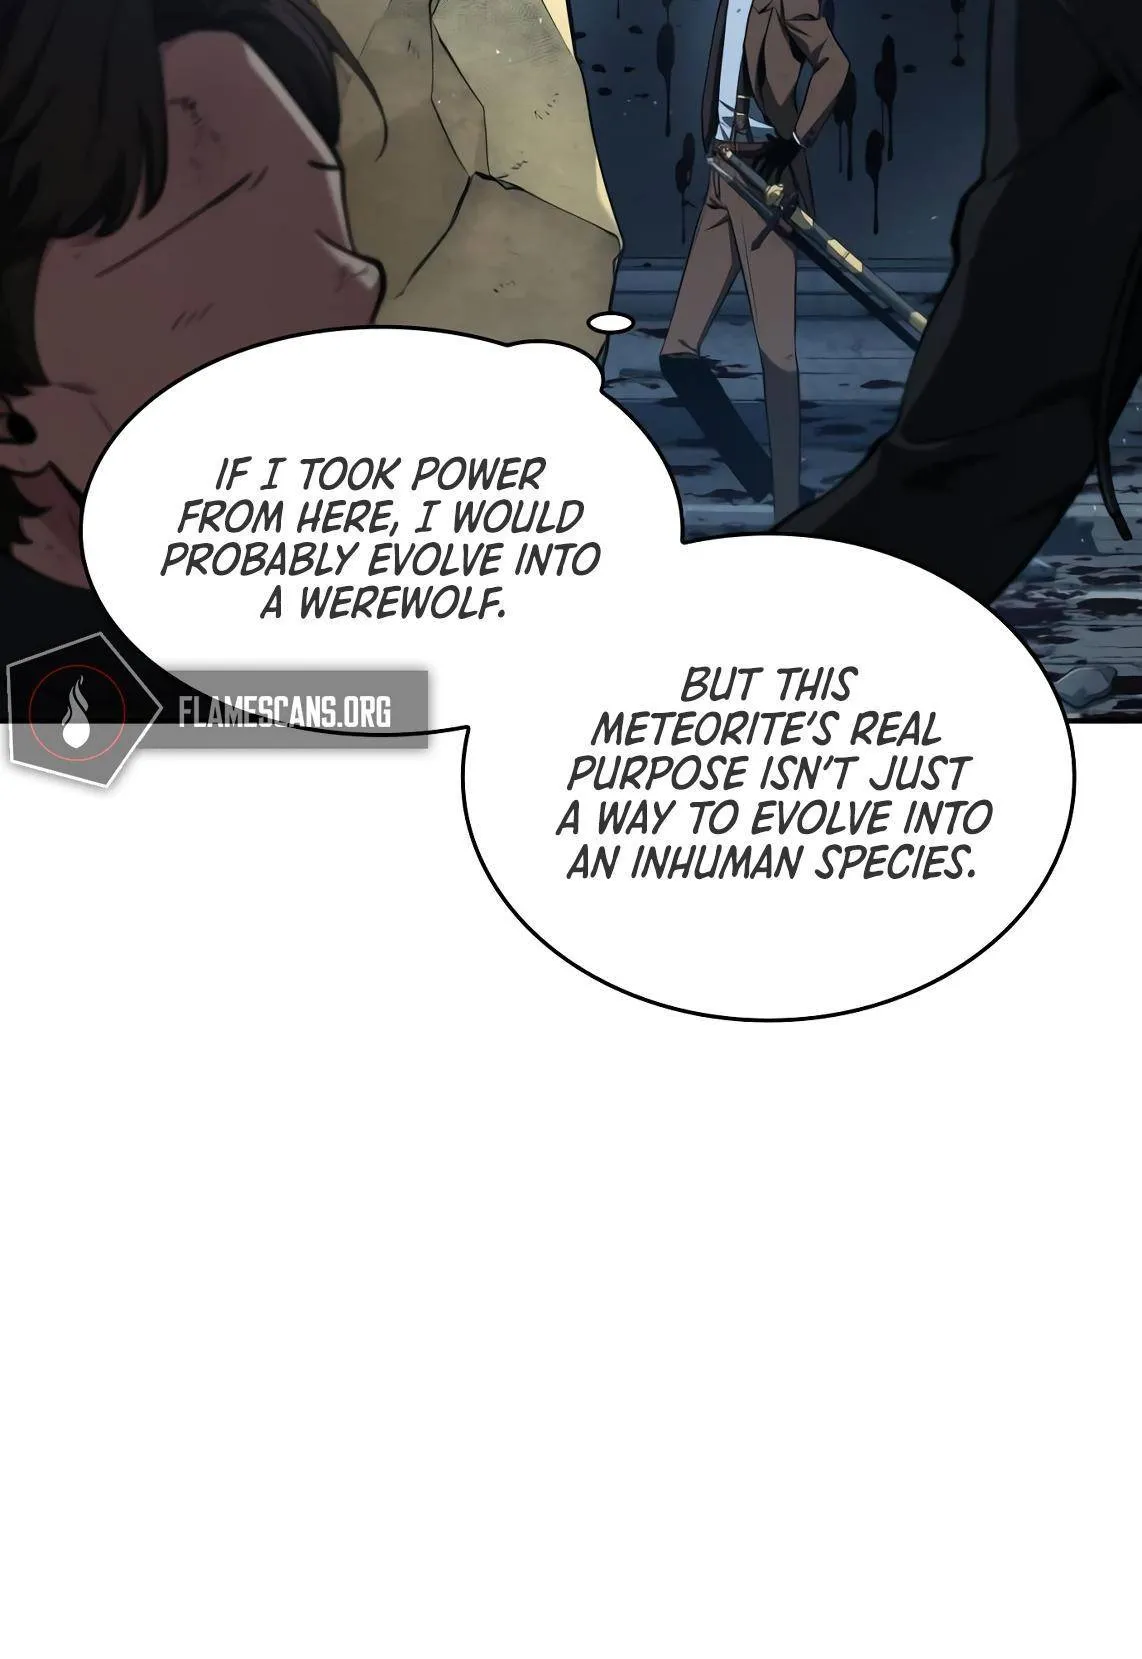 IF I TOOK POWER
FROM HERE, I WOULD
PROBABLY EVOLVE INTO
A WEREWOLF.
FLAMESCANS.ORG
BUT THIS
METEORITE'S REAL
PURPOSE ISN'T JUST
A WAY TO EVOLVE INTO
AN INHUMAN SPECIES.